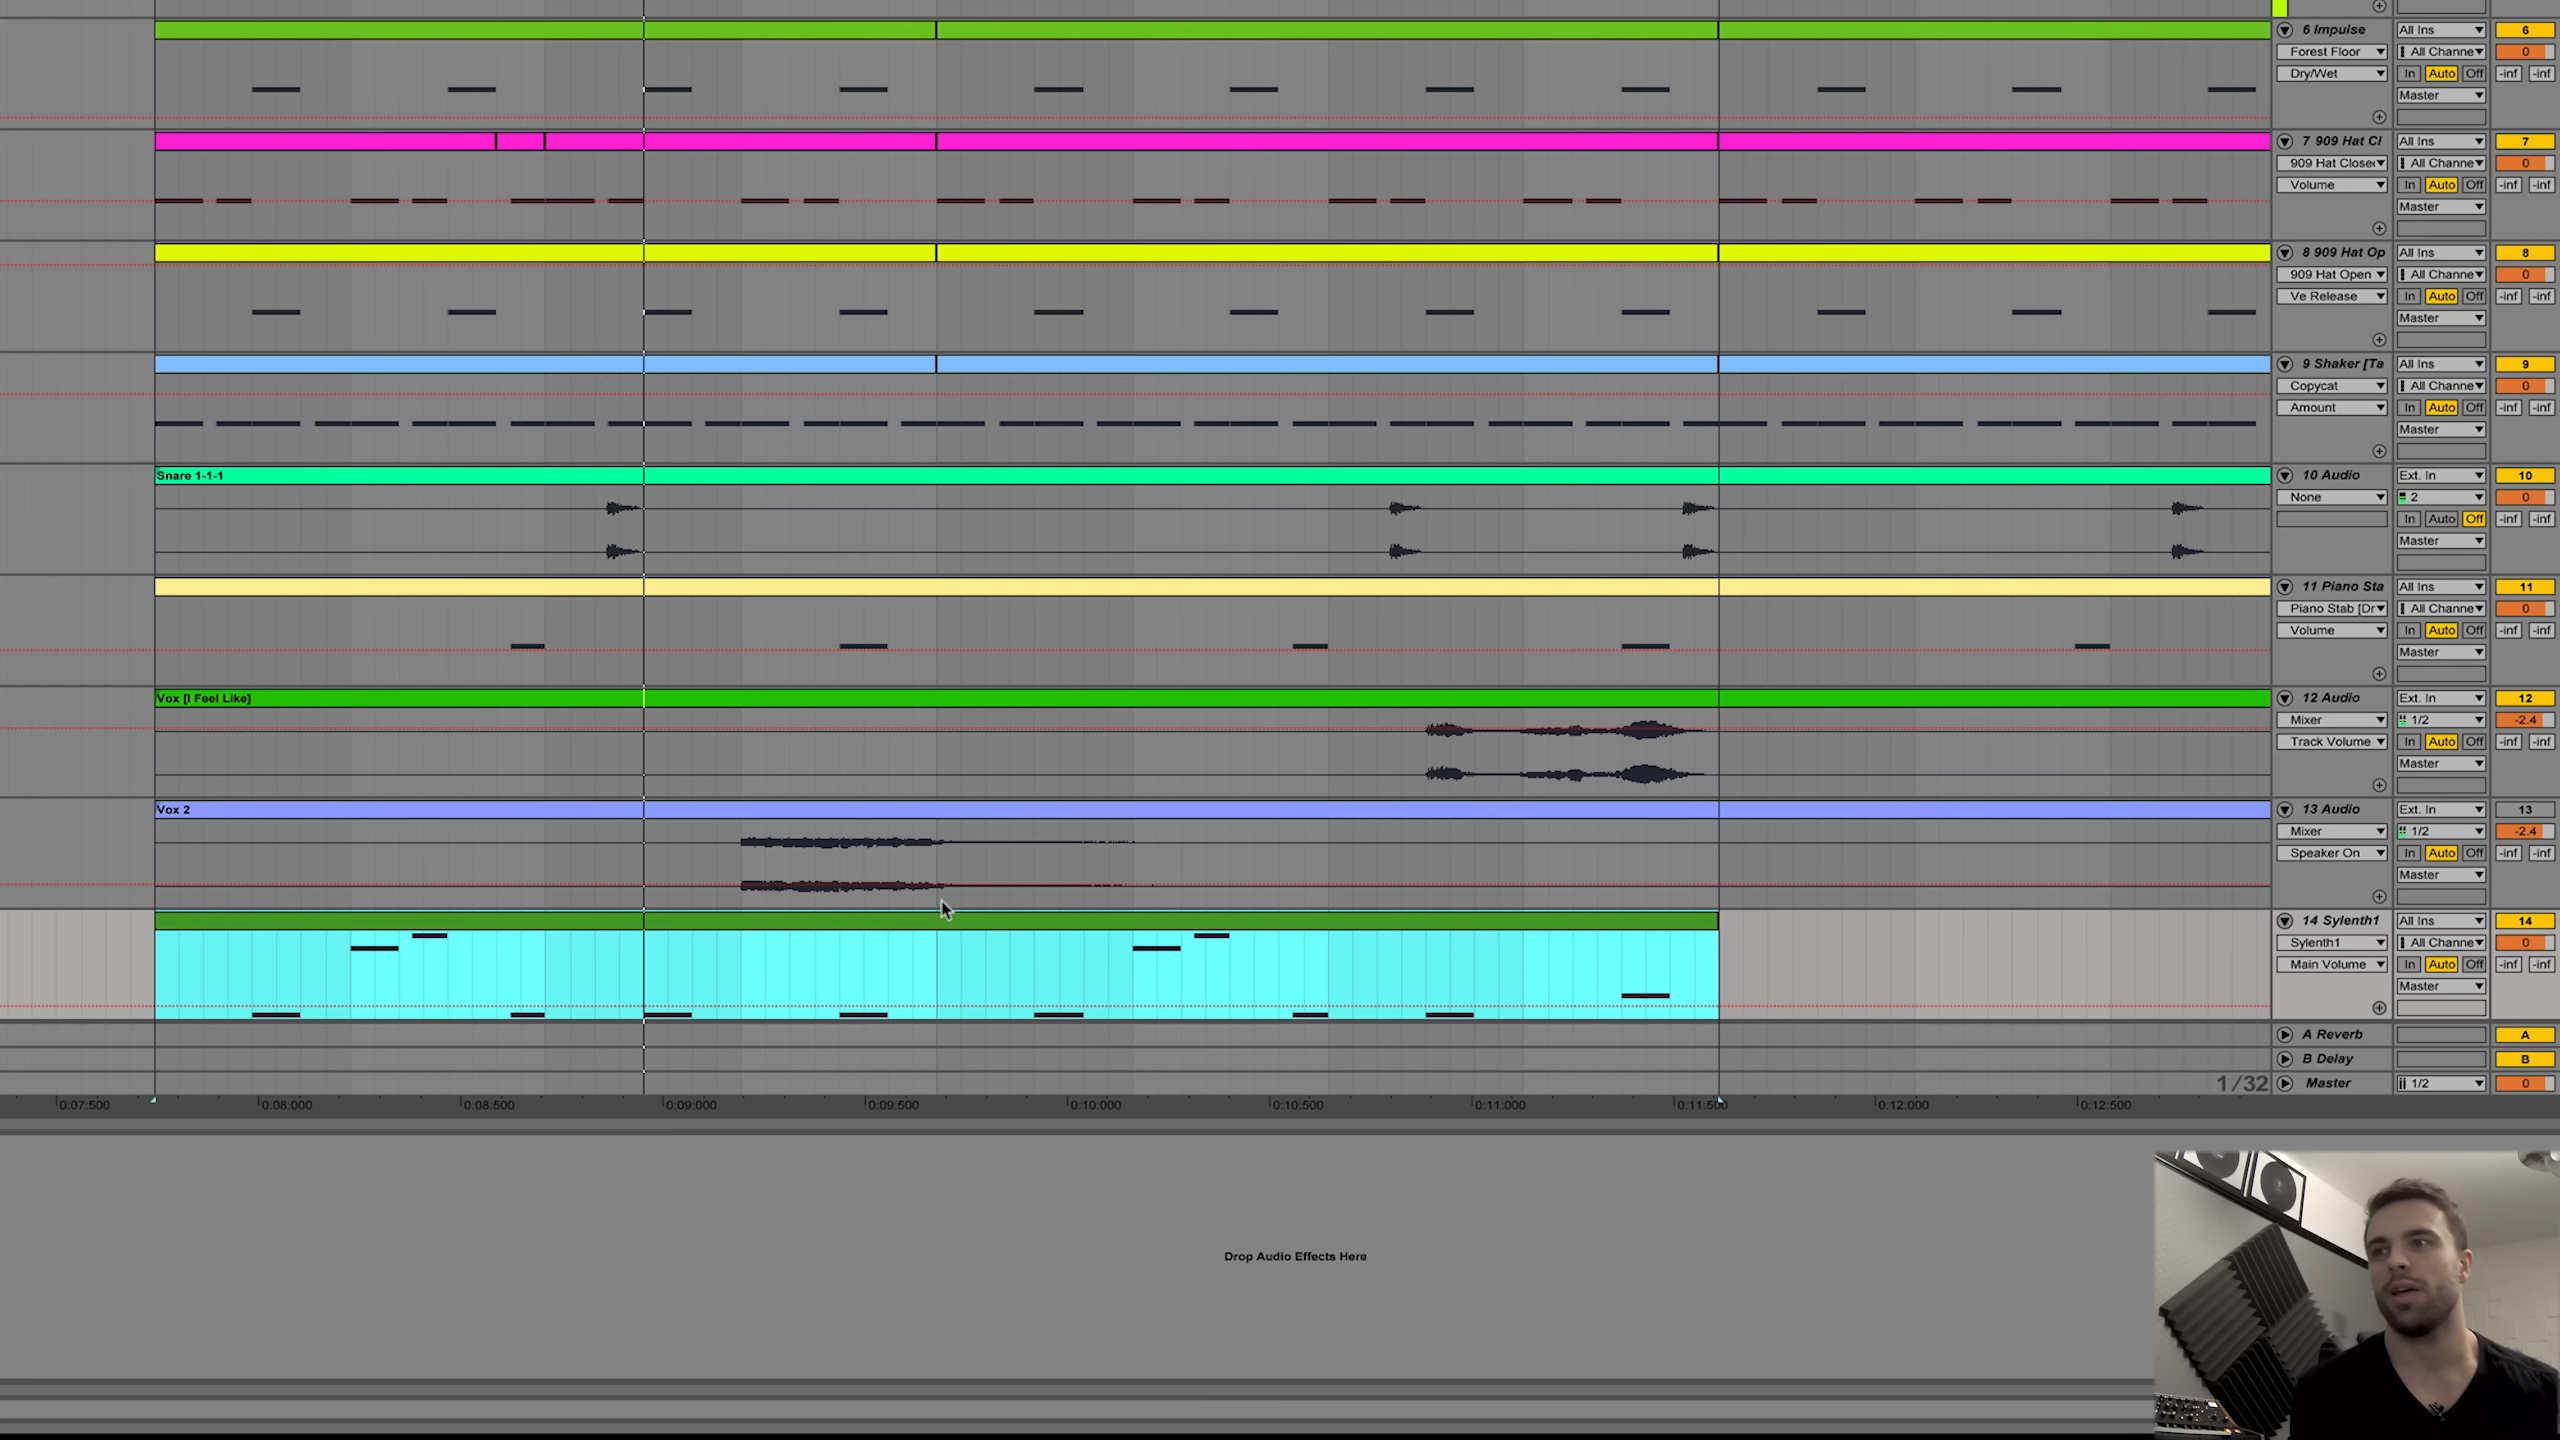 6 Impulse All Ins 6
Forest Floor All Channe 0
Dry/Wet In Auto Off -inf -inf
Master
7 909 Hat Cl All Ins 7
909 Hat Close All Channe 0
Volume In Auto Off -inf -inf
Master
8 909 Hat Op All Ins 8
909 Hat Open All Channe 0
Ve Release In Auto Off -inf -inf
Master
9 Shaker [Ta All Ins 9
Copycat All Channe 0
Amount In Auto Off -inf -inf
Master
Snare 1-1-1 10 Audio Ext. In 10
None 2 0
In Auto Off -inf -inf
Master
11 Piano Sta All Ins 11
Piano Stab [Dr All Channe 0
Volume In Auto Off -inf -inf
Master
Vox [I Feel Like] 12 Audio Ext. In 12
Mixer 1/2 -2.4
Track Volume In Auto Off -inf -inf
Master
Vox 2 13 Audio Ext. In 13
Mixer 1/2 -2.4
Speaker On In Auto Off -inf -inf
Master
14 Sylenth1 All Ins 14
Sylenth1 All Channe 0
Main Volume In Auto Off -inf -inf
Master
A Reverb A
B Delay B
1/32 Master 1/2 0
0:07:500 0:08:000 0:08:500 0:09:000 0:09:500 0:10:000 0:10:500 0:11:000 0:11:500 0:12:000 0:12:500
Drop Audio Effects Here